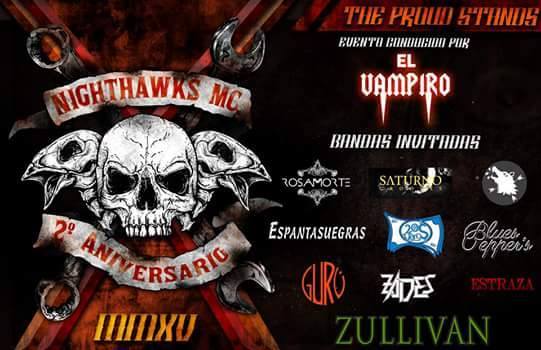 NIGHTHAWKS MC
2º ANIVERSARIO
MMXV
THE PROUD STANDS
EVENTO CONDUCIDO POR
EL
VAMPIRO
BANDAS INVITADAS
ROSAMORTE
SATURNO
ESPANTASUEGRAS
Blues
Pepper's
GURÚ
ESTRAZA
ZULLIVAN